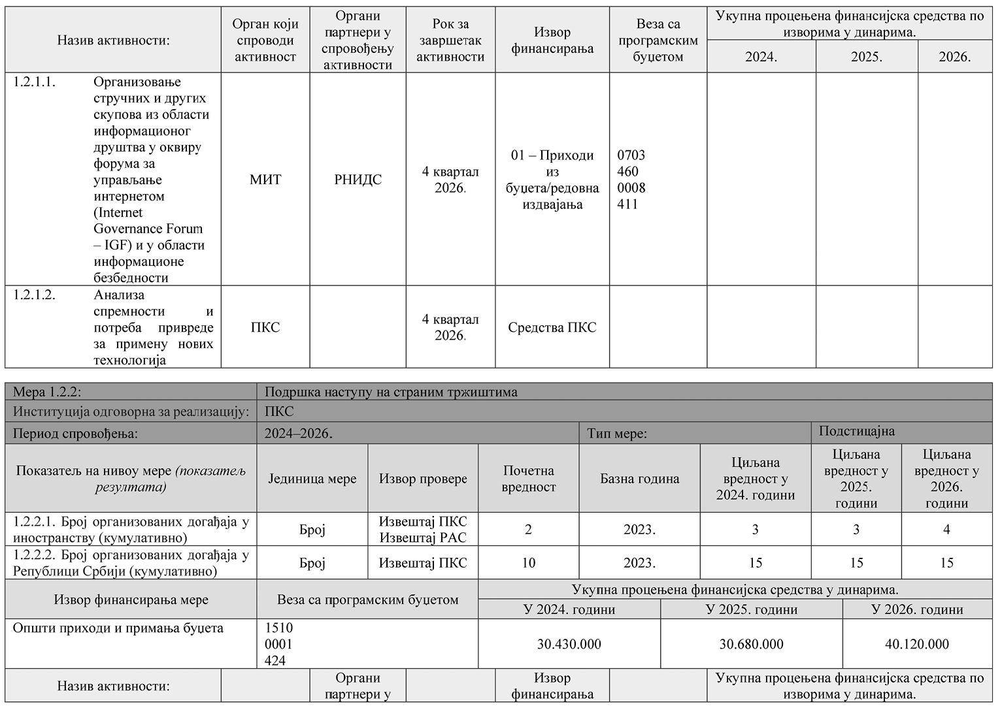 Назив активности:
Орган који
спроводи
активност
Органи
партнери у
спровођењу
активности
Рок за
завршетак
активности
Извор
финансирања
Веза са
програмским
буџетом
Укупна процењена финансијска средства по
изворима у динарима.
2024.
2025.
2026.
1.2.1.1. Организовање
стручних и других
скупова из области
информационог
друштва у оквиру
форума за
управљање
интернетом
(Internet
Governance Forum
– IGF) и у области
информационе
безбедности
МИТ
РНИДС
4 квартал
2026.
01 – Приходи
из
буџета/редовна
издвајања
0703
460
0008
411
1.2.1.2. Анализа
спремности и
потреба привреде
за примену нових
технологија
ПКС
4 квартал
2026.
Средства ПКС
Мера 1.2.2: Подршка наступу на страним тржиштима
Институција одговорна за реализацију: ПКС
Период спровођења: 2024–2026. Тип мере: Подстицајна
Показатељ на нивоу мере (показатељ
резултата)
Јединица мере
Извор провере
Почетна
вредност
Базна година
Циљана
вредност у
2024. години
Циљана
вредност у
2025.
години
Циљана
вредност у
2026.
години
1.2.2.1. Број организованих догађаја у
иностранству (кумулативно)
Број
Извештај ПКС
Извештај РАС
2
2023.
3
3
4
1.2.2.2. Број организованих догађаја у
Републици Србији (кумулативно)
Број
Извештај ПКС
10
2023.
15
15
15
Извор финансирања мере
Веза са програмским буџетом
Укупна процењена финансијска средства у динарима.
У 2024. години
У 2025. години
У 2026. години
Општи приходи и примања буџета
1510
0001
424
30.430.000
30.680.000
40.120.000
Назив активности:
Органи
партнери у
Извор
финансирања
Укупна процењена финансијска средства по
изворима у динарима.